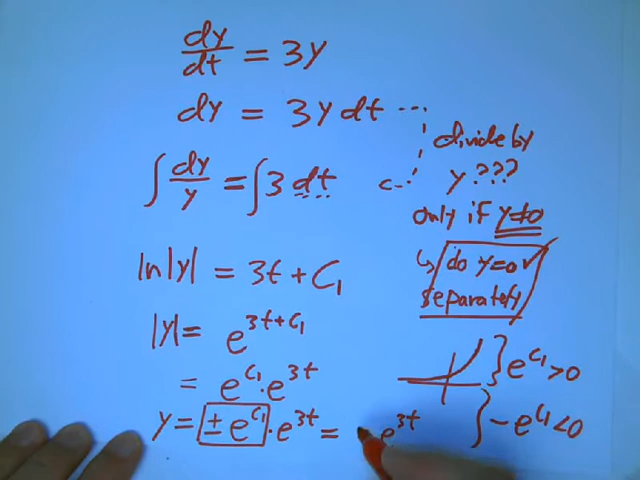 dy/dt = 3y
dy = 3y dt ...
∫ dy/y = ∫ 3 dt
divide by
y ???
only if y≠0
↳ do y=0 ✓
separately
ln|y| = 3t + C₁
|y| = e^(3t+C₁)
= e^(C₁) · e^(3t)
y = ± e^(C₁) · e^(3t) = e^(3t)
} e^(C₁) > 0
} -e^(C₁) < 0